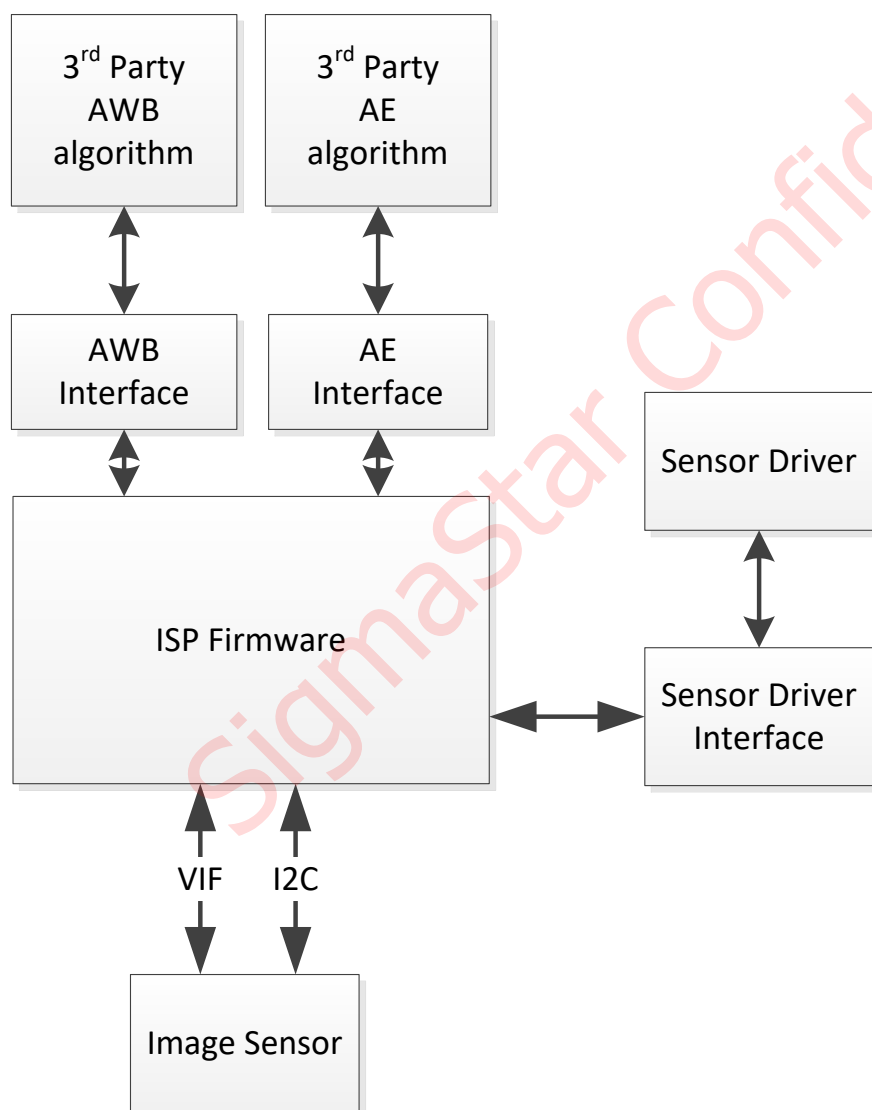 3rd Party
AWB
algorithm
3rd Party
AE
algorithm
AWB
Interface
AE
Interface
Sensor Driver
ISP Firmware
Sensor Driver
Interface
VIF
I2C
Image Sensor
SigmaStar Confid